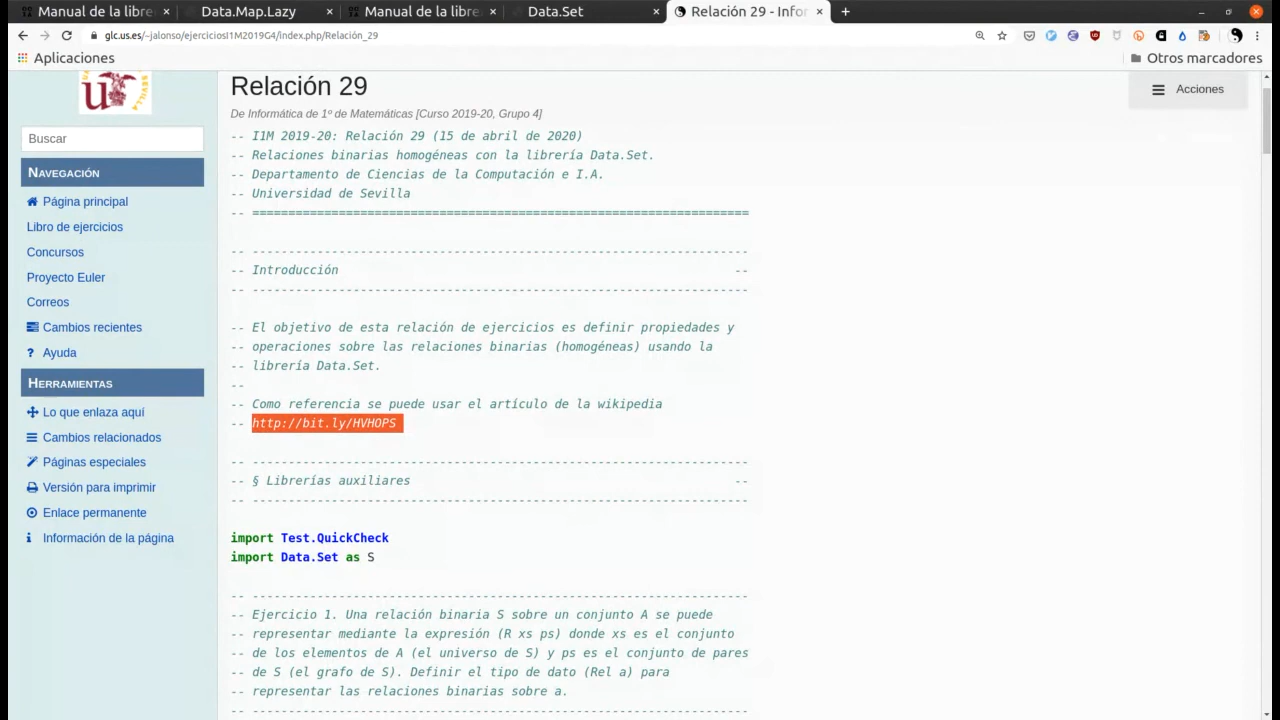 Manual de la libre
Data.Map.Lazy
Manual de la libre
Data.Set
Relación 29 - Infor
glc.us.es/~jalonso/ejerciciosI1M2019G4/index.php/Relación_29
Aplicaciones
Otros marcadores
Buscar
Navegación
Página principal
Libro de ejercicios
Concursos
Proyecto Euler
Correos
Cambios recientes
Ayuda
Herramientas
Lo que enlaza aquí
Cambios relacionados
Páginas especiales
Versión para imprimir
Enlace permanente
Información de la página
Relación 29
Acciones
De Informática de 1º de Matemáticas [Curso 2019-20, Grupo 4]
-- I1M 2019-20: Relación 29 (15 de abril de 2020)
-- Relaciones binarias homogéneas con la librería Data.Set.
-- Departamento de Ciencias de la Computación e I.A.
-- Universidad de Sevilla
-- =====================================================================
-- ---------------------------------------------------------------------
-- Introducción                                                       --
-- ---------------------------------------------------------------------
-- El objetivo de esta relación de ejercicios es definir propiedades y
-- operaciones sobre las relaciones binarias (homogéneas) usando la
-- librería Data.Set.
--
-- Como referencia se puede usar el artículo de la wikipedia
-- http://bit.ly/HVHOPS
-- ---------------------------------------------------------------------
-- § Librerías auxiliares                                             --
-- ---------------------------------------------------------------------
import Test.QuickCheck
import Data.Set as S
-- ---------------------------------------------------------------------
-- Ejercicio 1. Una relación binaria S sobre un conjunto A se puede
-- representar mediante la expresión (R xs ps) donde xs es el conjunto
-- de los elementos de A (el universo de S) y ps es el conjunto de pares
-- de S (el grafo de S). Definir el tipo de dato (Rel a) para
-- representar las relaciones binarias sobre a.
-- ---------------------------------------------------------------------